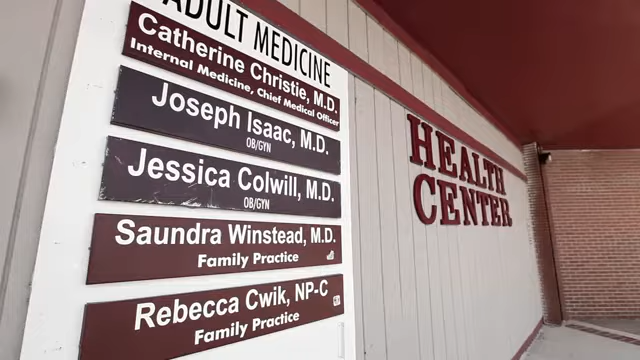 ADULT MEDICINE
Catherine Christie, M.D.
Internal Medicine, Chief Medical Officer
Joseph Isaac, M.D.
OB/GYN
Jessica Colwill, M.D.
OB/GYN
Saundra Winstead, M.D.
Family Practice
Rebecca Cwik, NP-C
Family Practice
HEALTH
CENTER